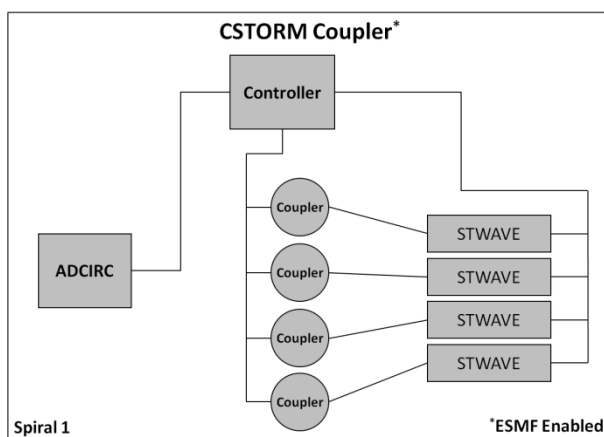 CSTORM Coupler*
Controller
Coupler
STWAVE
ADCIRC
Coupler
STWAVE
Coupler
STWAVE
Coupler
STWAVE
Spiral 1
*ESMF Enabled